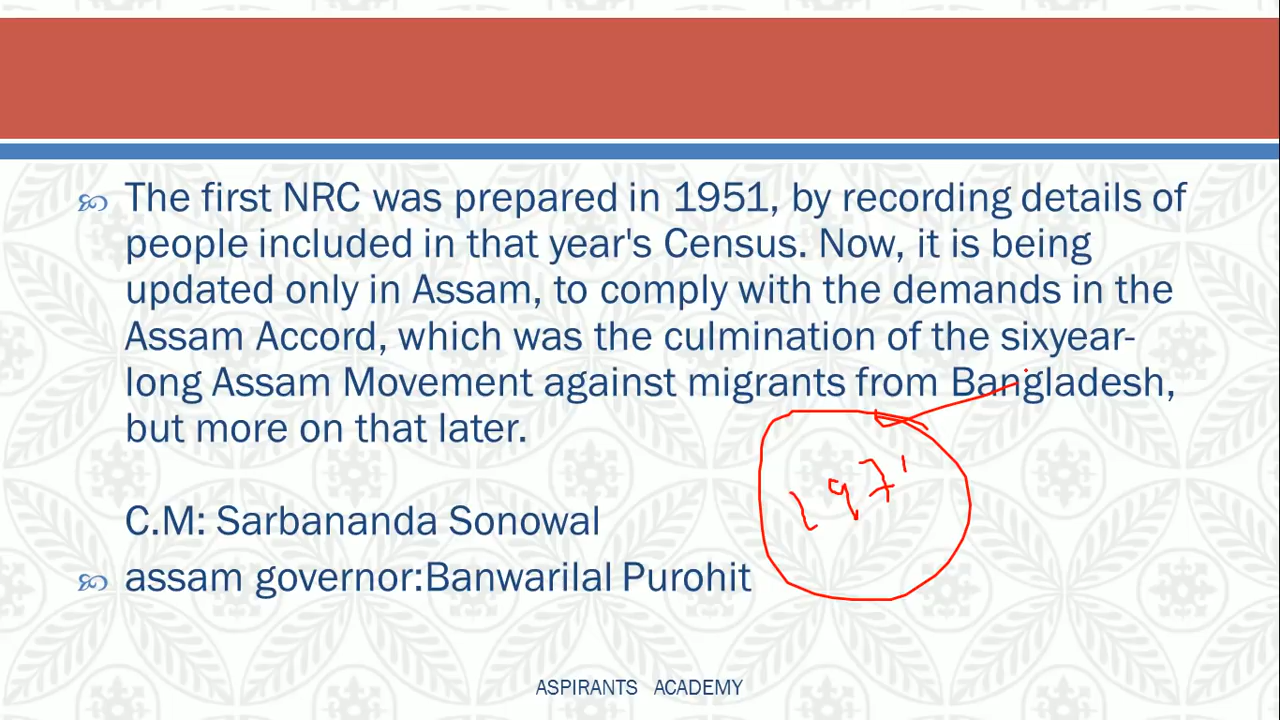 The first NRC was prepared in 1951, by recording details of
people included in that year's Census. Now, it is being
updated only in Assam, to comply with the demands in the
Assam Accord, which was the culmination of the sixyear-
long Assam Movement against migrants from Bangladesh,
but more on that later.
1971
C.M: Sarbananda Sonowal
assam governor:Banwarilal Purohit
ASPIRANTS ACADEMY